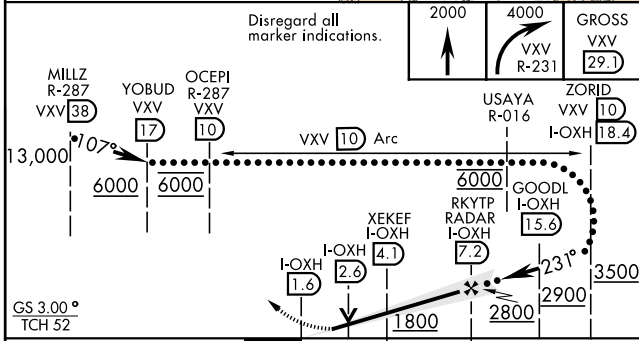 Disregard all
marker indications.
2000
4000
VXV
R-231
GROSS
VXV
29.1
MILLZ
R-287
VXV 38
YOBUD
VXV
17
OCEPI
R-287
VXV
10
USAYA
R-016
ZORID
VXV 10
I-OXH 18.4
107°
13,000
VXV 10 Arc
6000
6000
6000
GOODL
I-OXH
15.6
RKYTP
RADAR
I-OXH
7.2
XEKEF
I-OXH
4.1
I-OXH
2.6
I-OXH
1.6
231°
3500
2900
2800
1800
GS 3.00°
TCH 52